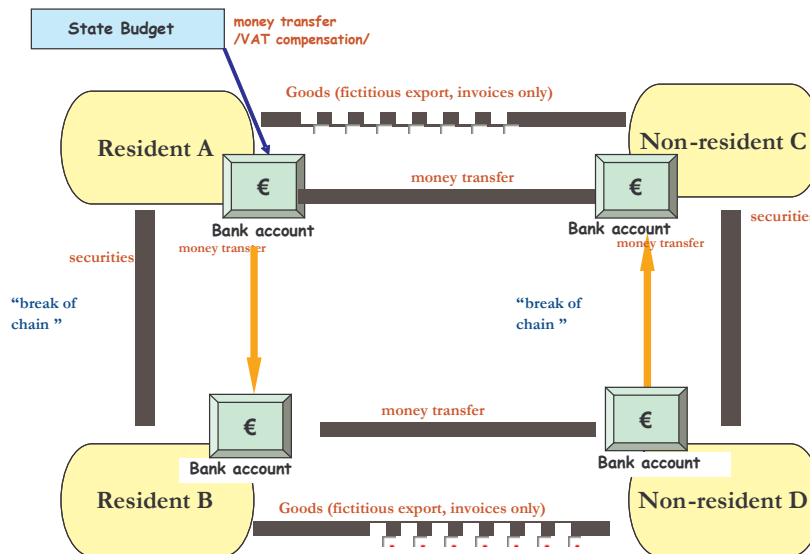 State Budget
money transfer
/VAT compensation/
Goods (fictitious export, invoices only)
Resident A
Non-resident C
€
€
money transfer
Bank account
Bank account
money transfer
money transfer
securities
securities
“break of
chain ”
“break of
chain ”
€
€
money transfer
Bank account
Bank account
Resident B
Non-resident D
Goods (fictitious export, invoices only)